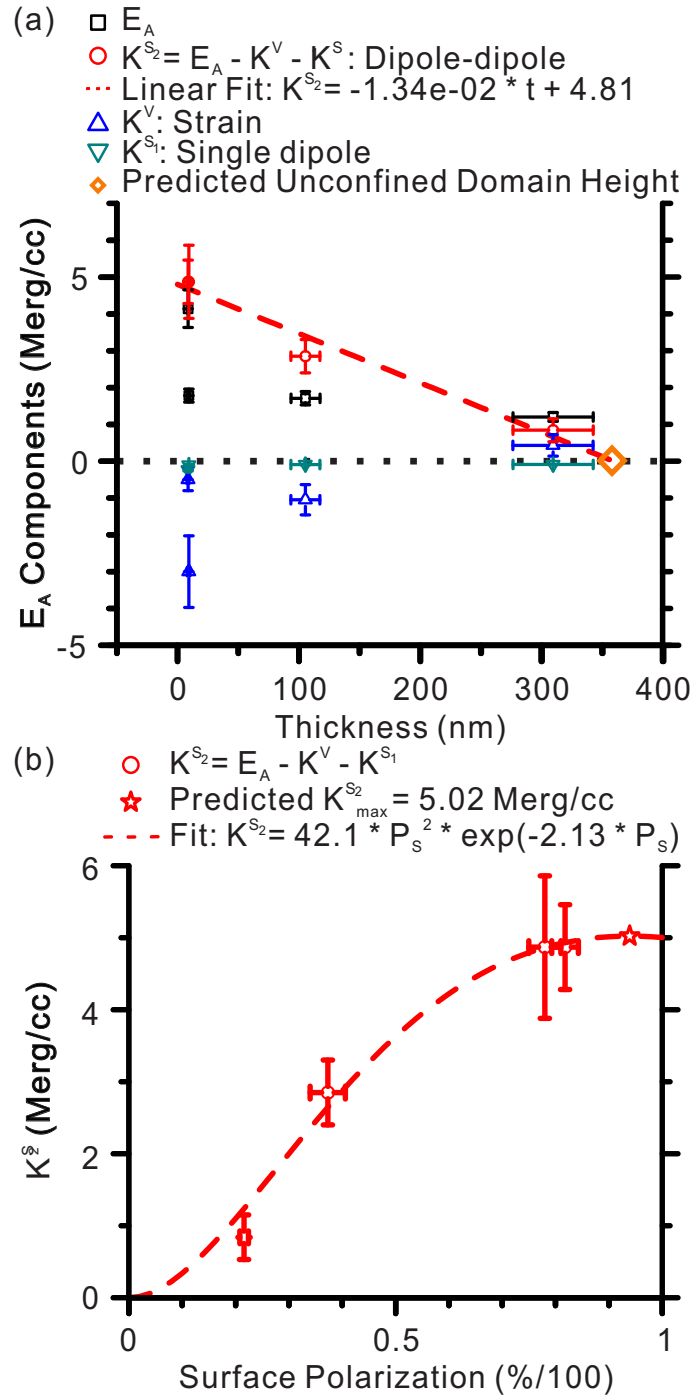 (a)
E_A
K^S₂ = E_A - K^V - K^S : Dipole-dipole
Linear Fit: K^S₂ = -1.34e-02 * t + 4.81
K^V: Strain
K^S₁: Single dipole
Predicted Unconfined Domain Height
E_A Components (Merg/cc)
5
0
-5
0 100 200 300 400
Thickness (nm)
(b)
K^S₂ = E_A - K^V - K^S₁
Predicted K^S₂_max = 5.02 Merg/cc
Fit: K^S₂ = 42.1 * P_S² * exp(-2.13 * P_S)
K^S₂ (Merg/cc)
6
4
2
0
0 0.5 1
Surface Polarization (%/100)